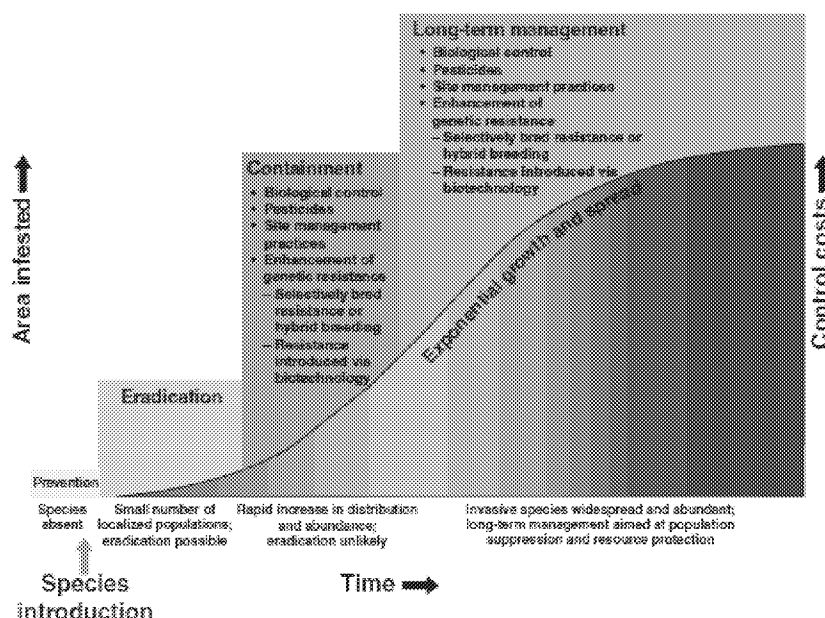 Long-term management
• Biological control
• Pesticides
• Site management practices
• Enhancement of
genetic resistance
– Selectively bred resistance or
hybrid breeding
– Resistance introduced via
biotechnology
Containment
• Biological control
• Pesticides
• Site management
practices
• Enhancement of
genetic resistance
– Selectively bred
resistance or
hybrid breeding
– Resistance
introduced via
biotechnology
Eradication
Prevention
Exponential growth and spread
Area infested
Control costs
Species
absent
Small number of
localized populations;
eradication possible
Rapid increase in distribution
and abundance;
eradication unlikely
Invasive species widespread and abundant;
long-term management aimed at population
suppression and resource protection
Species
introduction
Time